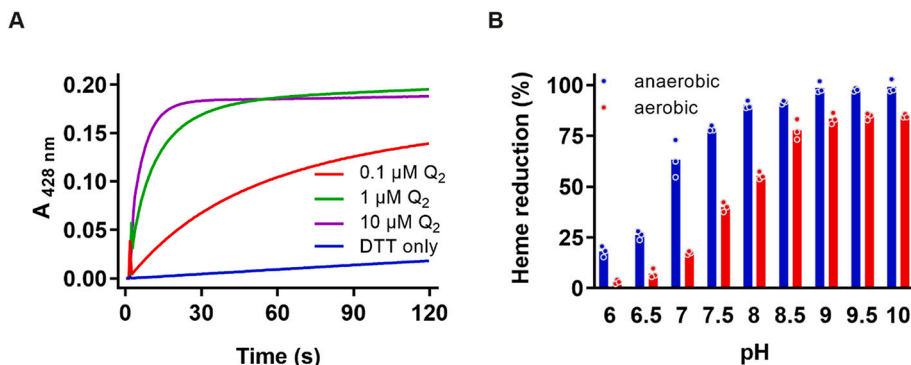 A
A 428 nm
0.20
0.15
0.10
0.05
0.00
0.1 µM Q2
1 µM Q2
10 µM Q2
DTT only
0 30 60 90 120
Time (s)
B
Heme reduction (%)
100
75
50
25
0
anaerobic
aerobic
6 6.5 7 7.5 8 8.5 9 9.5 10
pH